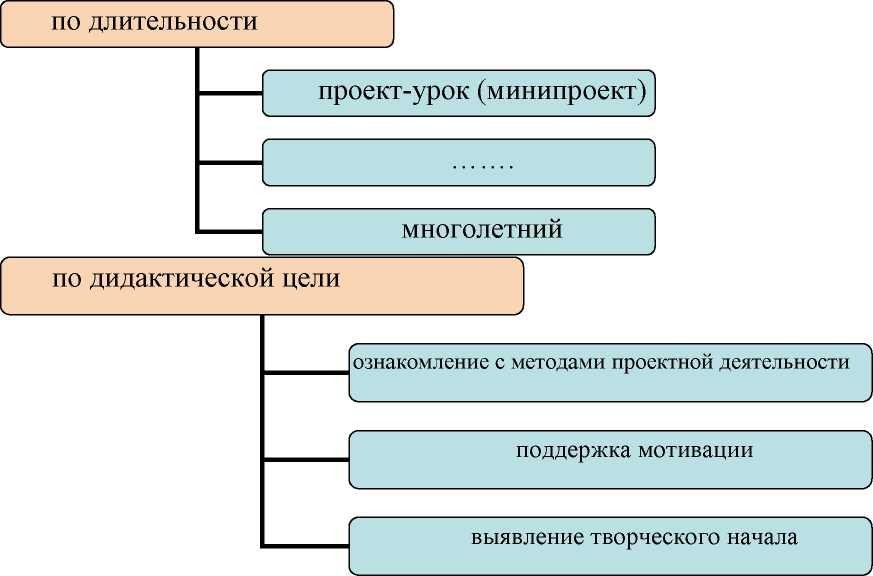 по длительности
проект-урок (минипроект)
…….
многолетний
по дидактической цели
ознакомление с методами проектной деятельности
поддержка мотивации
выявление творческого начала